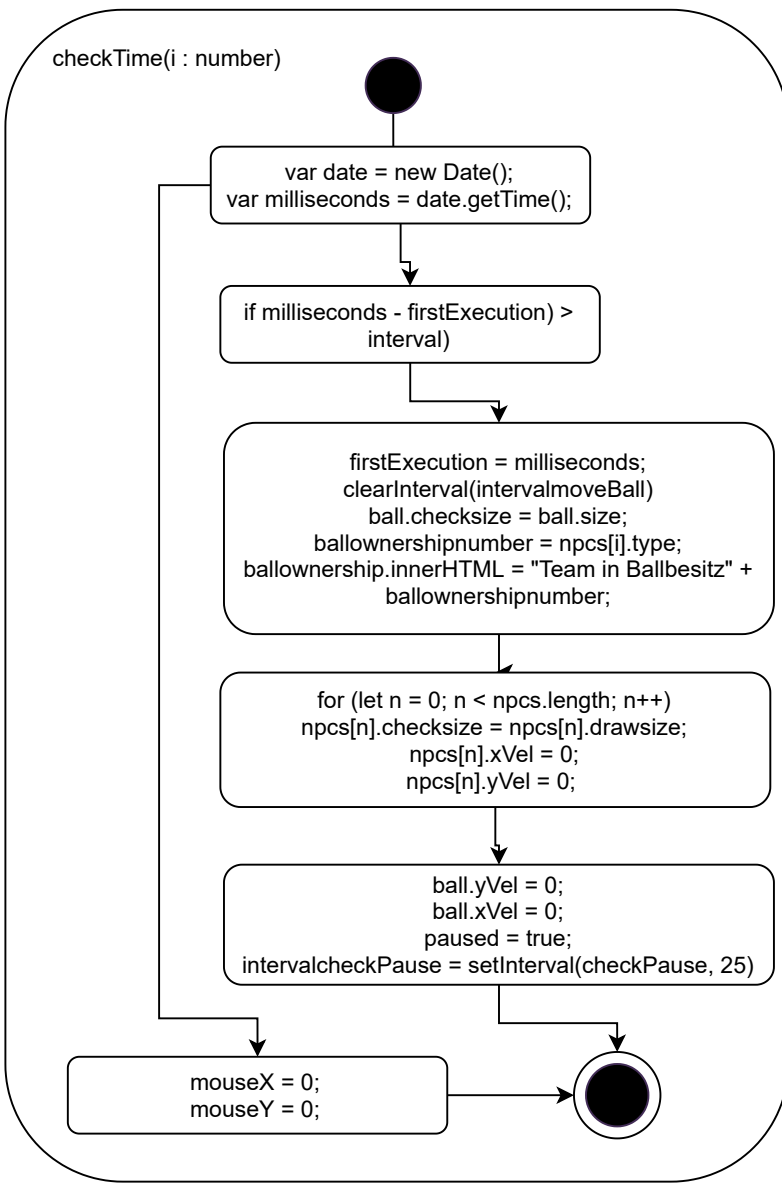 checkTime(i : number)
var date = new Date();
var milliseconds = date.getTime();
if milliseconds - firstExecution) >
interval)
firstExecution = milliseconds;
clearInterval(intervalmoveBall)
ball.checksize = ball.size;
ballownershipnumber = npcs[i].type;
ballownership.innerHTML = "Team in Ballbesitz" +
ballownershipnumber;
for (let n = 0; n < npcs.length; n++)
npcs[n].checksize = npcs[n].drawsize;
npcs[n].xVel = 0;
npcs[n].yVel = 0;
ball.yVel = 0;
ball.xVel = 0;
paused = true;
intervalcheckPause = setInterval(checkPause, 25)
mouseX = 0;
mouseY = 0;